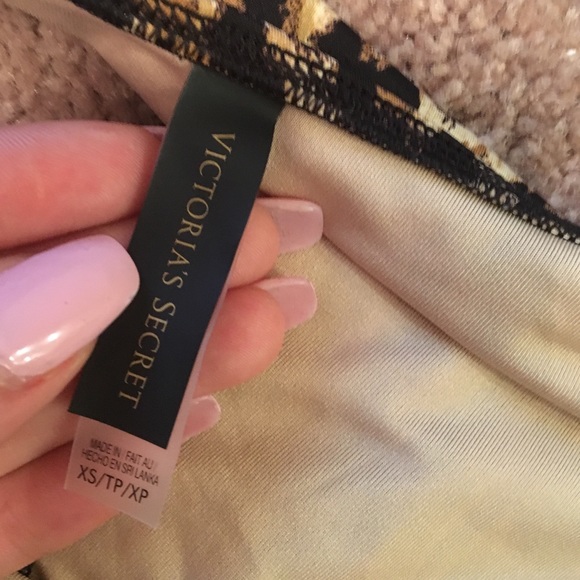 VICTORIA'S SECRET
MADE IN / FAIT AU /
HECHO EN SRI LANKA
XS/TP/XP